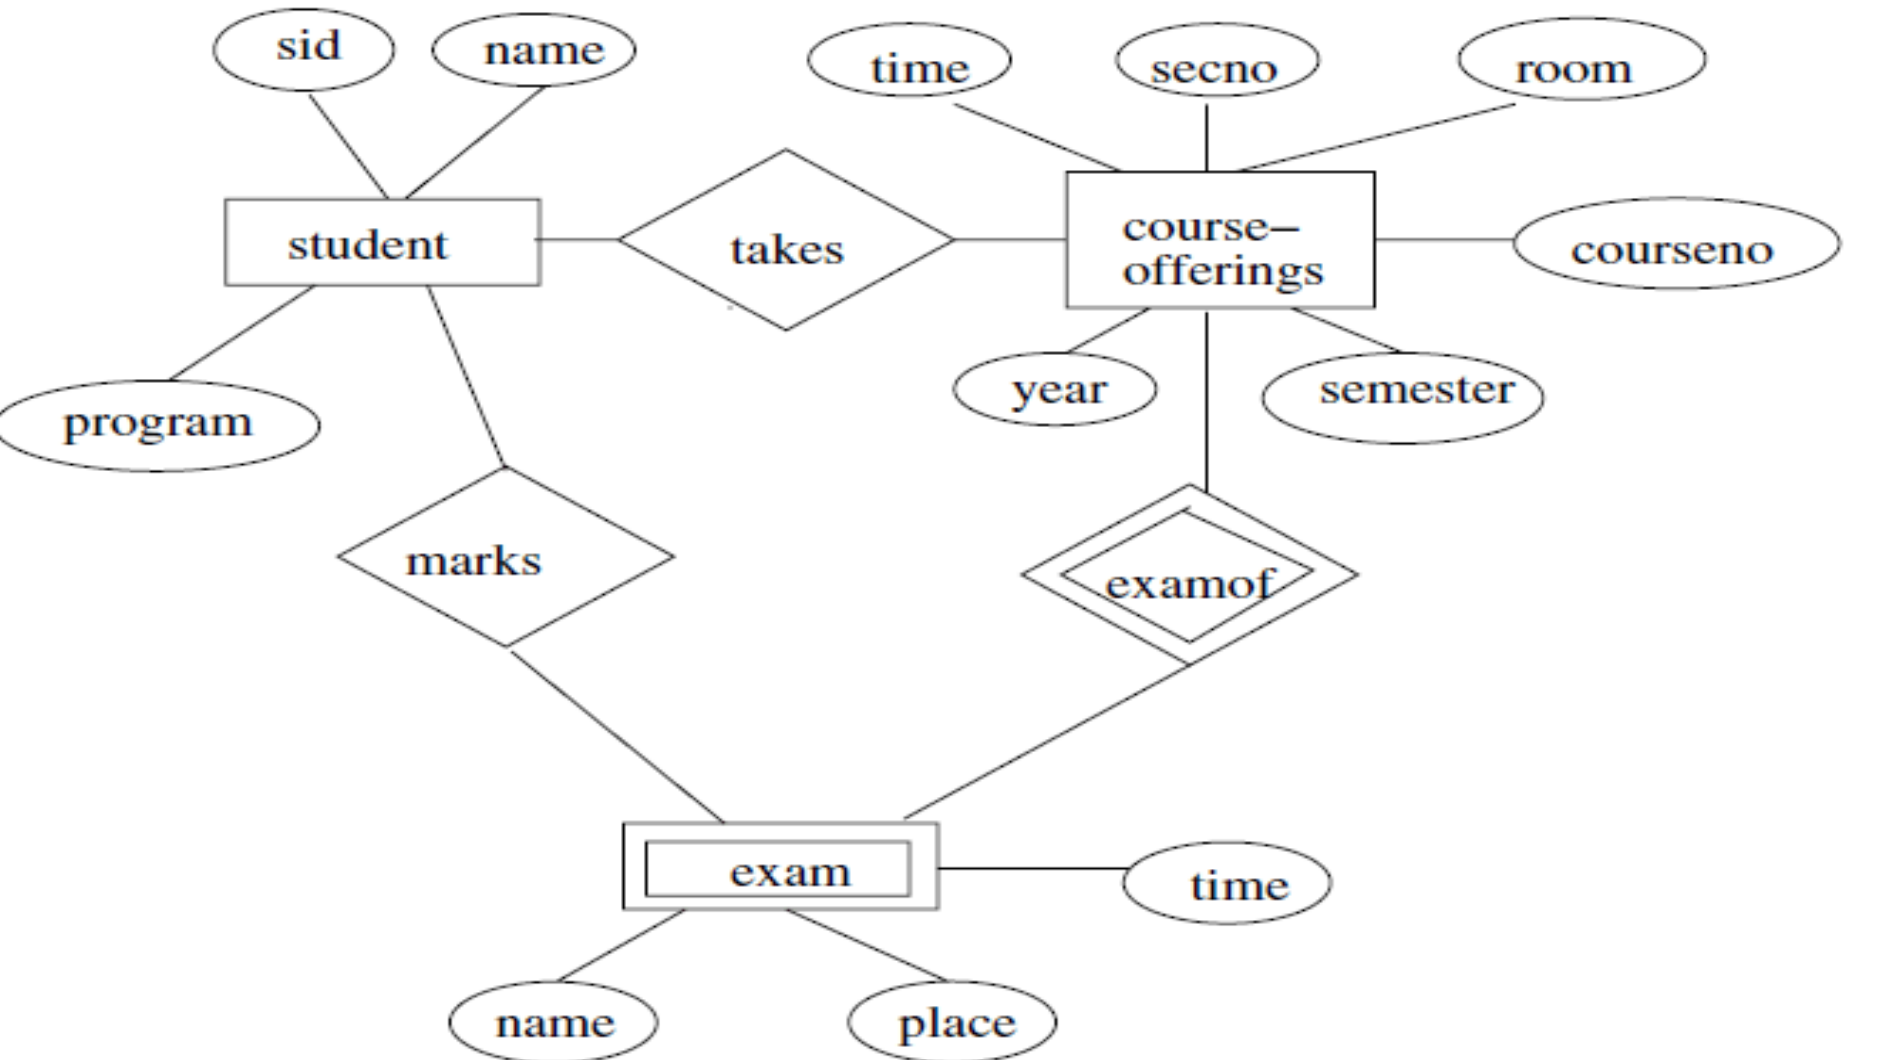 sid
name
time
secno
room
student
takes
course–
offerings
courseno
program
year
semester
marks
examof
exam
time
name
place